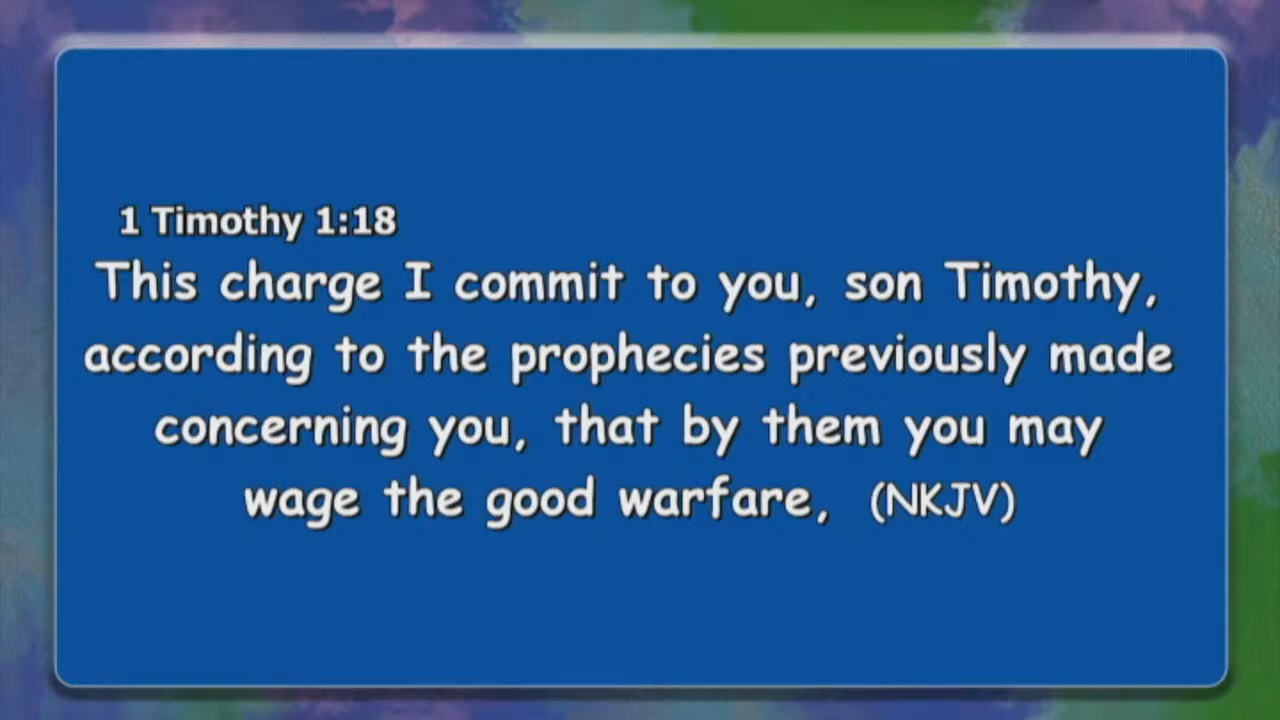 1 Timothy 1:18
This charge I commit to you, son Timothy,
according to the prophecies previously made
concerning you, that by them you may
wage the good warfare, (NKJV)